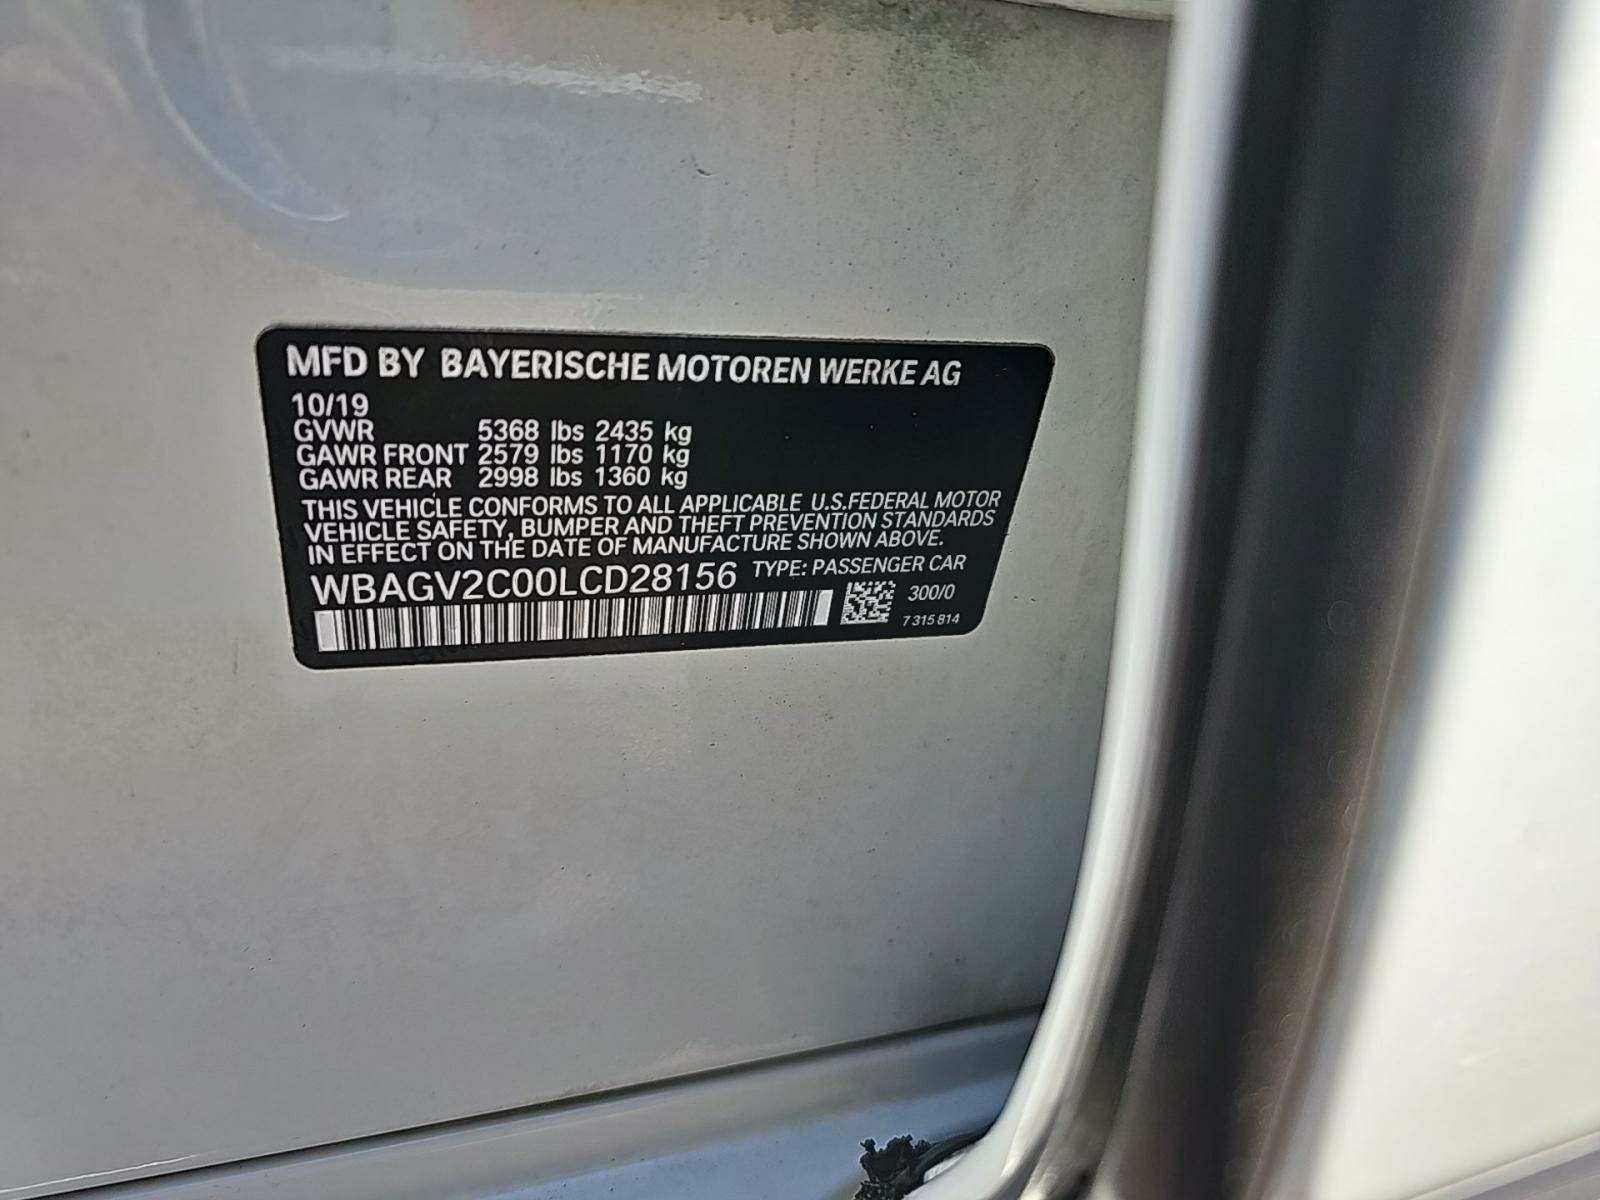 MFD BY BAYERISCHE MOTOREN WERKE AG
10/19
GVWR 5368 lbs 2435 kg
GAWR FRONT 2579 lbs 1170 kg
GAWR REAR 2998 lbs 1360 kg
THIS VEHICLE CONFORMS TO ALL APPLICABLE U.S.FEDERAL MOTOR
VEHICLE SAFETY, BUMPER AND THEFT PREVENTION STANDARDS
IN EFFECT ON THE DATE OF MANUFACTURE SHOWN ABOVE.
WBAGV2C00LCD28156 TYPE: PASSENGER CAR
300/0
7 315 814